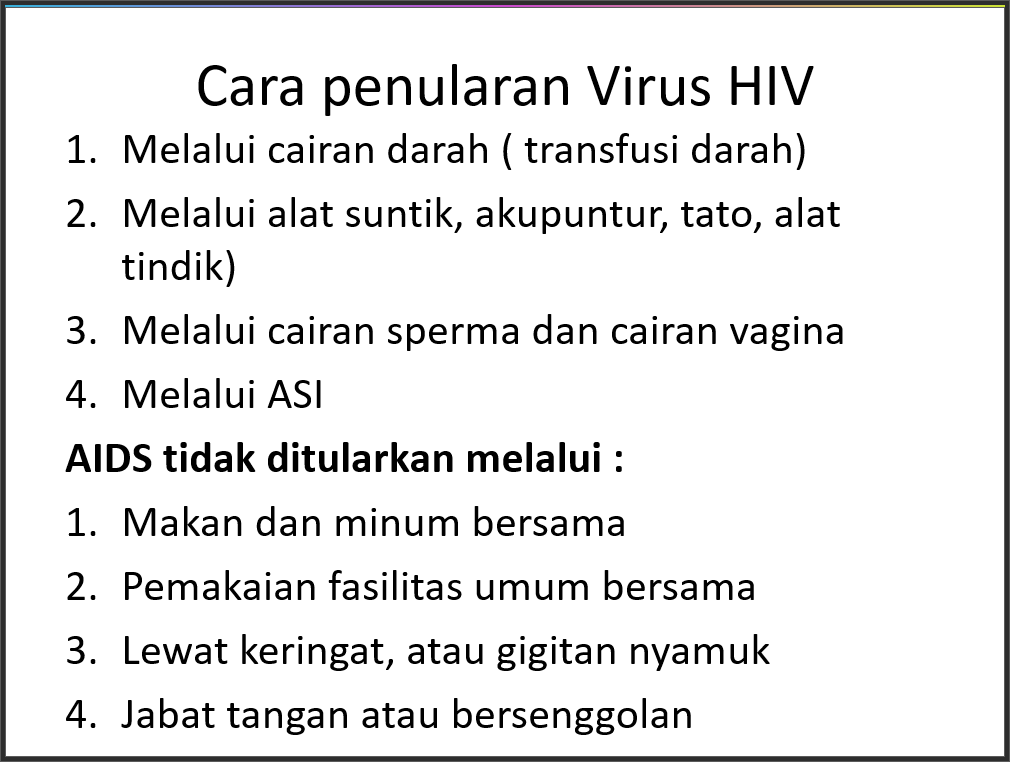 Cara penularan Virus HIV
1. Melalui cairan darah ( transfusi darah)
2. Melalui alat suntik, akupuntur, tato, alat
tindik)
3. Melalui cairan sperma dan cairan vagina
4. Melalui ASI
AIDS tidak ditularkan melalui :
1. Makan dan minum bersama
2. Pemakaian fasilitas umum bersama
3. Lewat keringat, atau gigitan nyamuk
4. Jabat tangan atau bersenggolan